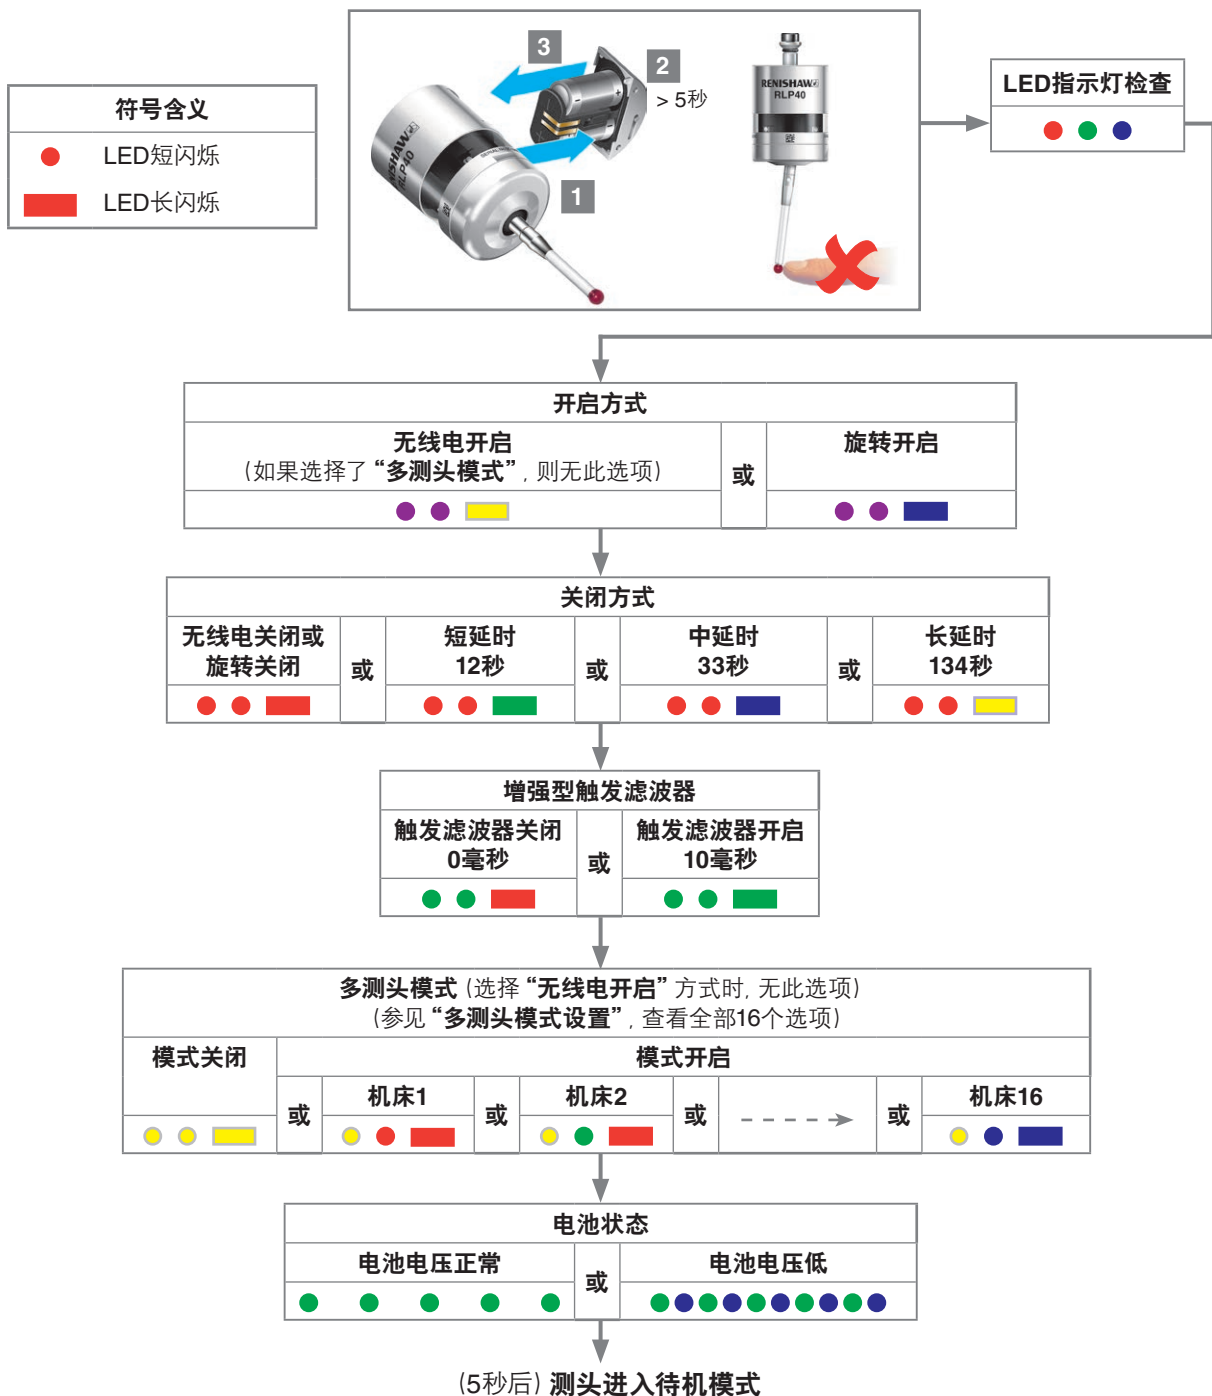 符号含义
LED短闪烁
LED长闪烁
3
2
> 5秒
1
RENISHAW
RLP40
RENISHAW
RLP40
LED指示灯检查
开启方式
无线电开启
(如果选择了“多测头模式”, 则无此选项)
或
旋转开启
关闭方式
无线电关闭或
旋转关闭
或
短延时
12秒
或
中延时
33秒
或
长延时
134秒
增强型触发滤波器
触发滤波器关闭
0毫秒
或
触发滤波器开启
10毫秒
多测头模式 (选择“无线电开启”方式时, 无此选项)
(参见“多测头模式设置”, 查看全部16个选项)
模式关闭
模式开启
或
机床1
或
机床2
或
或
机床16
电池状态
电池电压正常
或
电池电压低
(5秒后) 测头进入待机模式